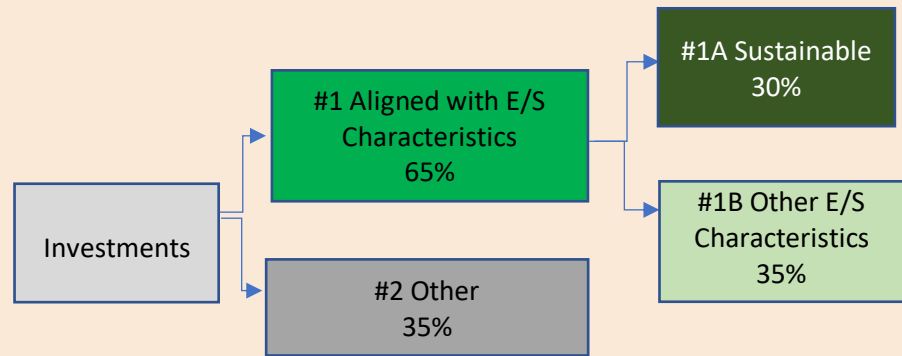 Investments
#1 Aligned with E/S
Characteristics
65%
#2 Other
35%
#1A Sustainable
30%
#1B Other E/S
Characteristics
35%